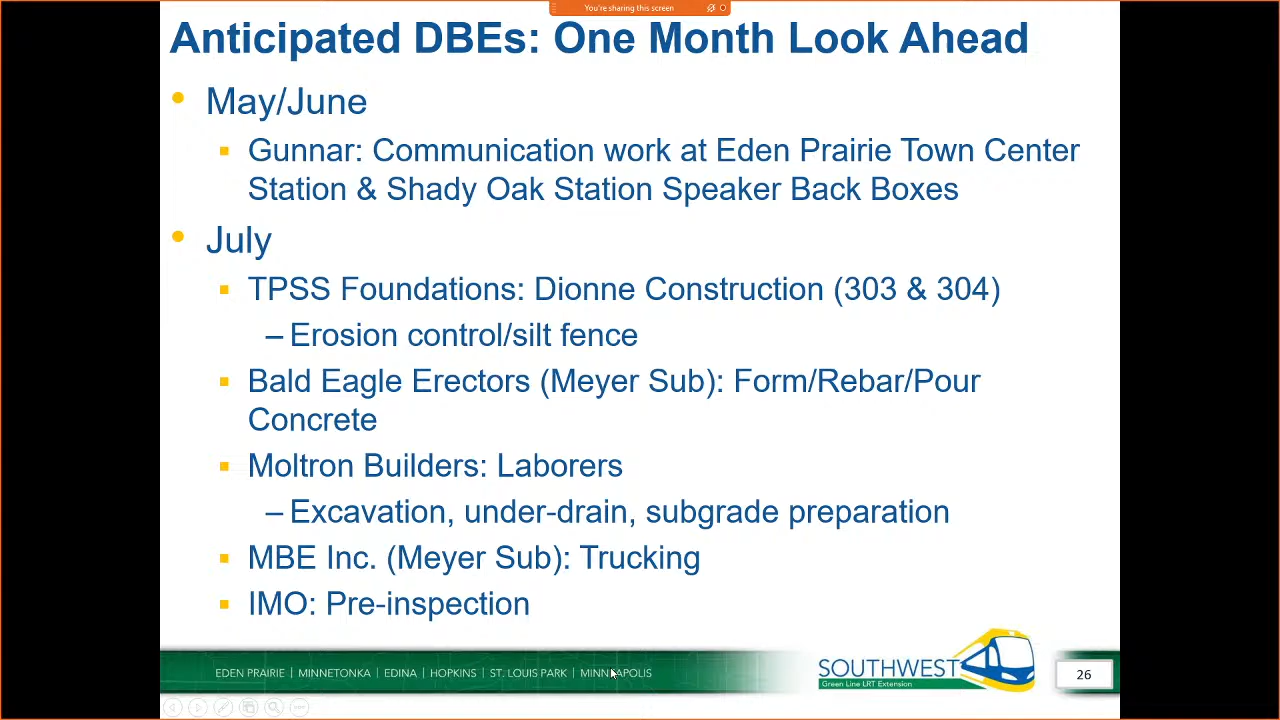 You're sharing this screen
Anticipated DBEs: One Month Look Ahead
• May/June
▪ Gunnar: Communication work at Eden Prairie Town Center
Station & Shady Oak Station Speaker Back Boxes
• July
▪ TPSS Foundations: Dionne Construction (303 & 304)
– Erosion control/silt fence
▪ Bald Eagle Erectors (Meyer Sub): Form/Rebar/Pour
Concrete
▪ Moltron Builders: Laborers
– Excavation, under-drain, subgrade preparation
▪ MBE Inc. (Meyer Sub): Trucking
▪ IMO: Pre-inspection
EDEN PRAIRIE | MINNETONKA | EDINA | HOPKINS | ST. LOUIS PARK | MINNEAPOLIS
SOUTHWEST
Green Line LRT Extension
26